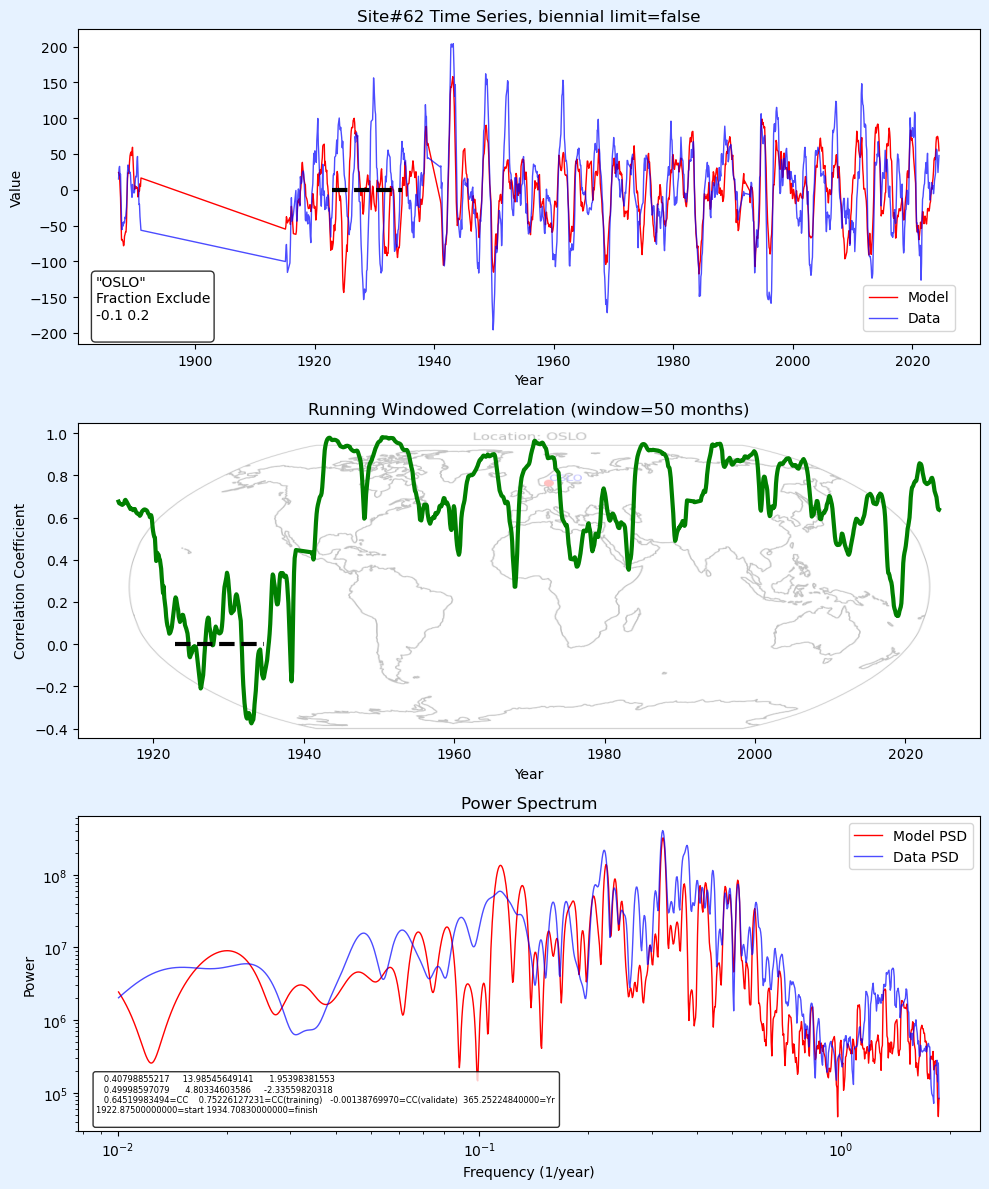 Site#62 Time Series, biennial limit=false
Value
200
150
100
50
0
−50
−100
−150
−200
"OSLO"
Fraction Exclude
-0.1 0.2
Model
Data
1900
1920
1940
1960
1980
2000
2020
Year
Running Windowed Correlation (window=50 months)
Location: OSLO
Correlation Coefficient
1.0
0.8
0.6
0.4
0.2
0.0
−0.2
−0.4
1920
1940
1960
1980
2000
2020
Year
Power Spectrum
Power
10^8
10^7
10^6
10^5
Model PSD
Data PSD
0.40798855217 13.98545649141 1.95398381553
0.49998597079 4.80334603586 -2.33559820318
0.64519983494=CC 0.75226127231=CC(training) -0.00138769970=CC(validate) 365.25224840000=Yr
1922.87500000000=start 1934.70830000000=finish
10^−2
10^−1
10^0
Frequency (1/year)